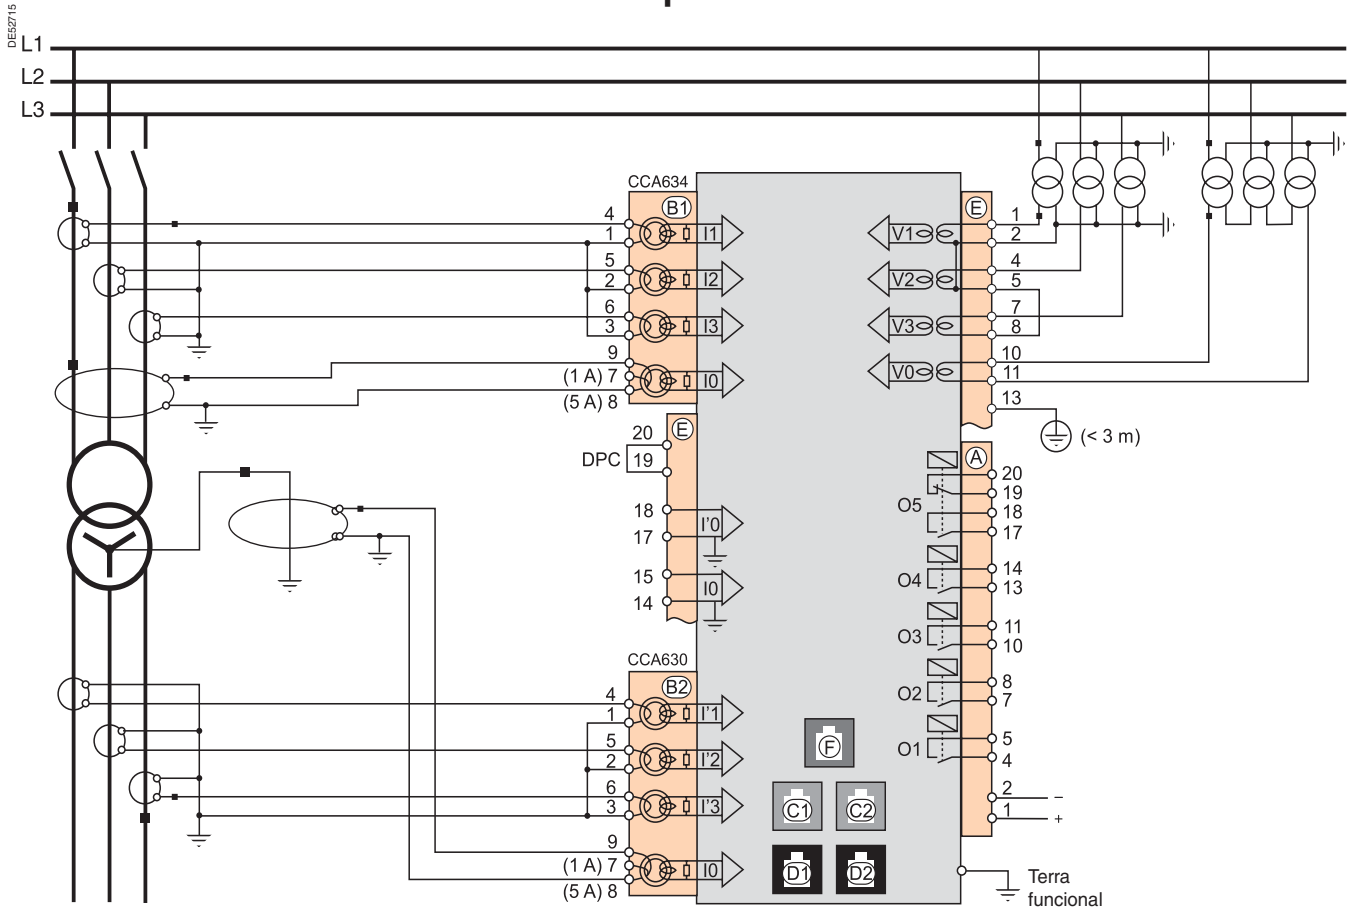 DE52715
L1
L2
L3
CCA634
B1
4
1
I1
5
2
I2
6
3
I3
9
(1 A) 7
(5 A) 8
I0
E
20
DPC 19
18
17
I'0
15
14
I0
CCA630
B2
4
1
I'1
5
2
I'2
6
3
I'3
9
(1 A) 7
(5 A) 8
I0
E
V1
1
2
V2
4
5
V3
7
8
V0
10
11
13
(< 3 m)
A
O5
20
19
18
17
O4
14
13
O3
11
10
O2
8
7
O1
5
4
2 –
1 +
F
C1 C2
D1 D2
Terra
funcional